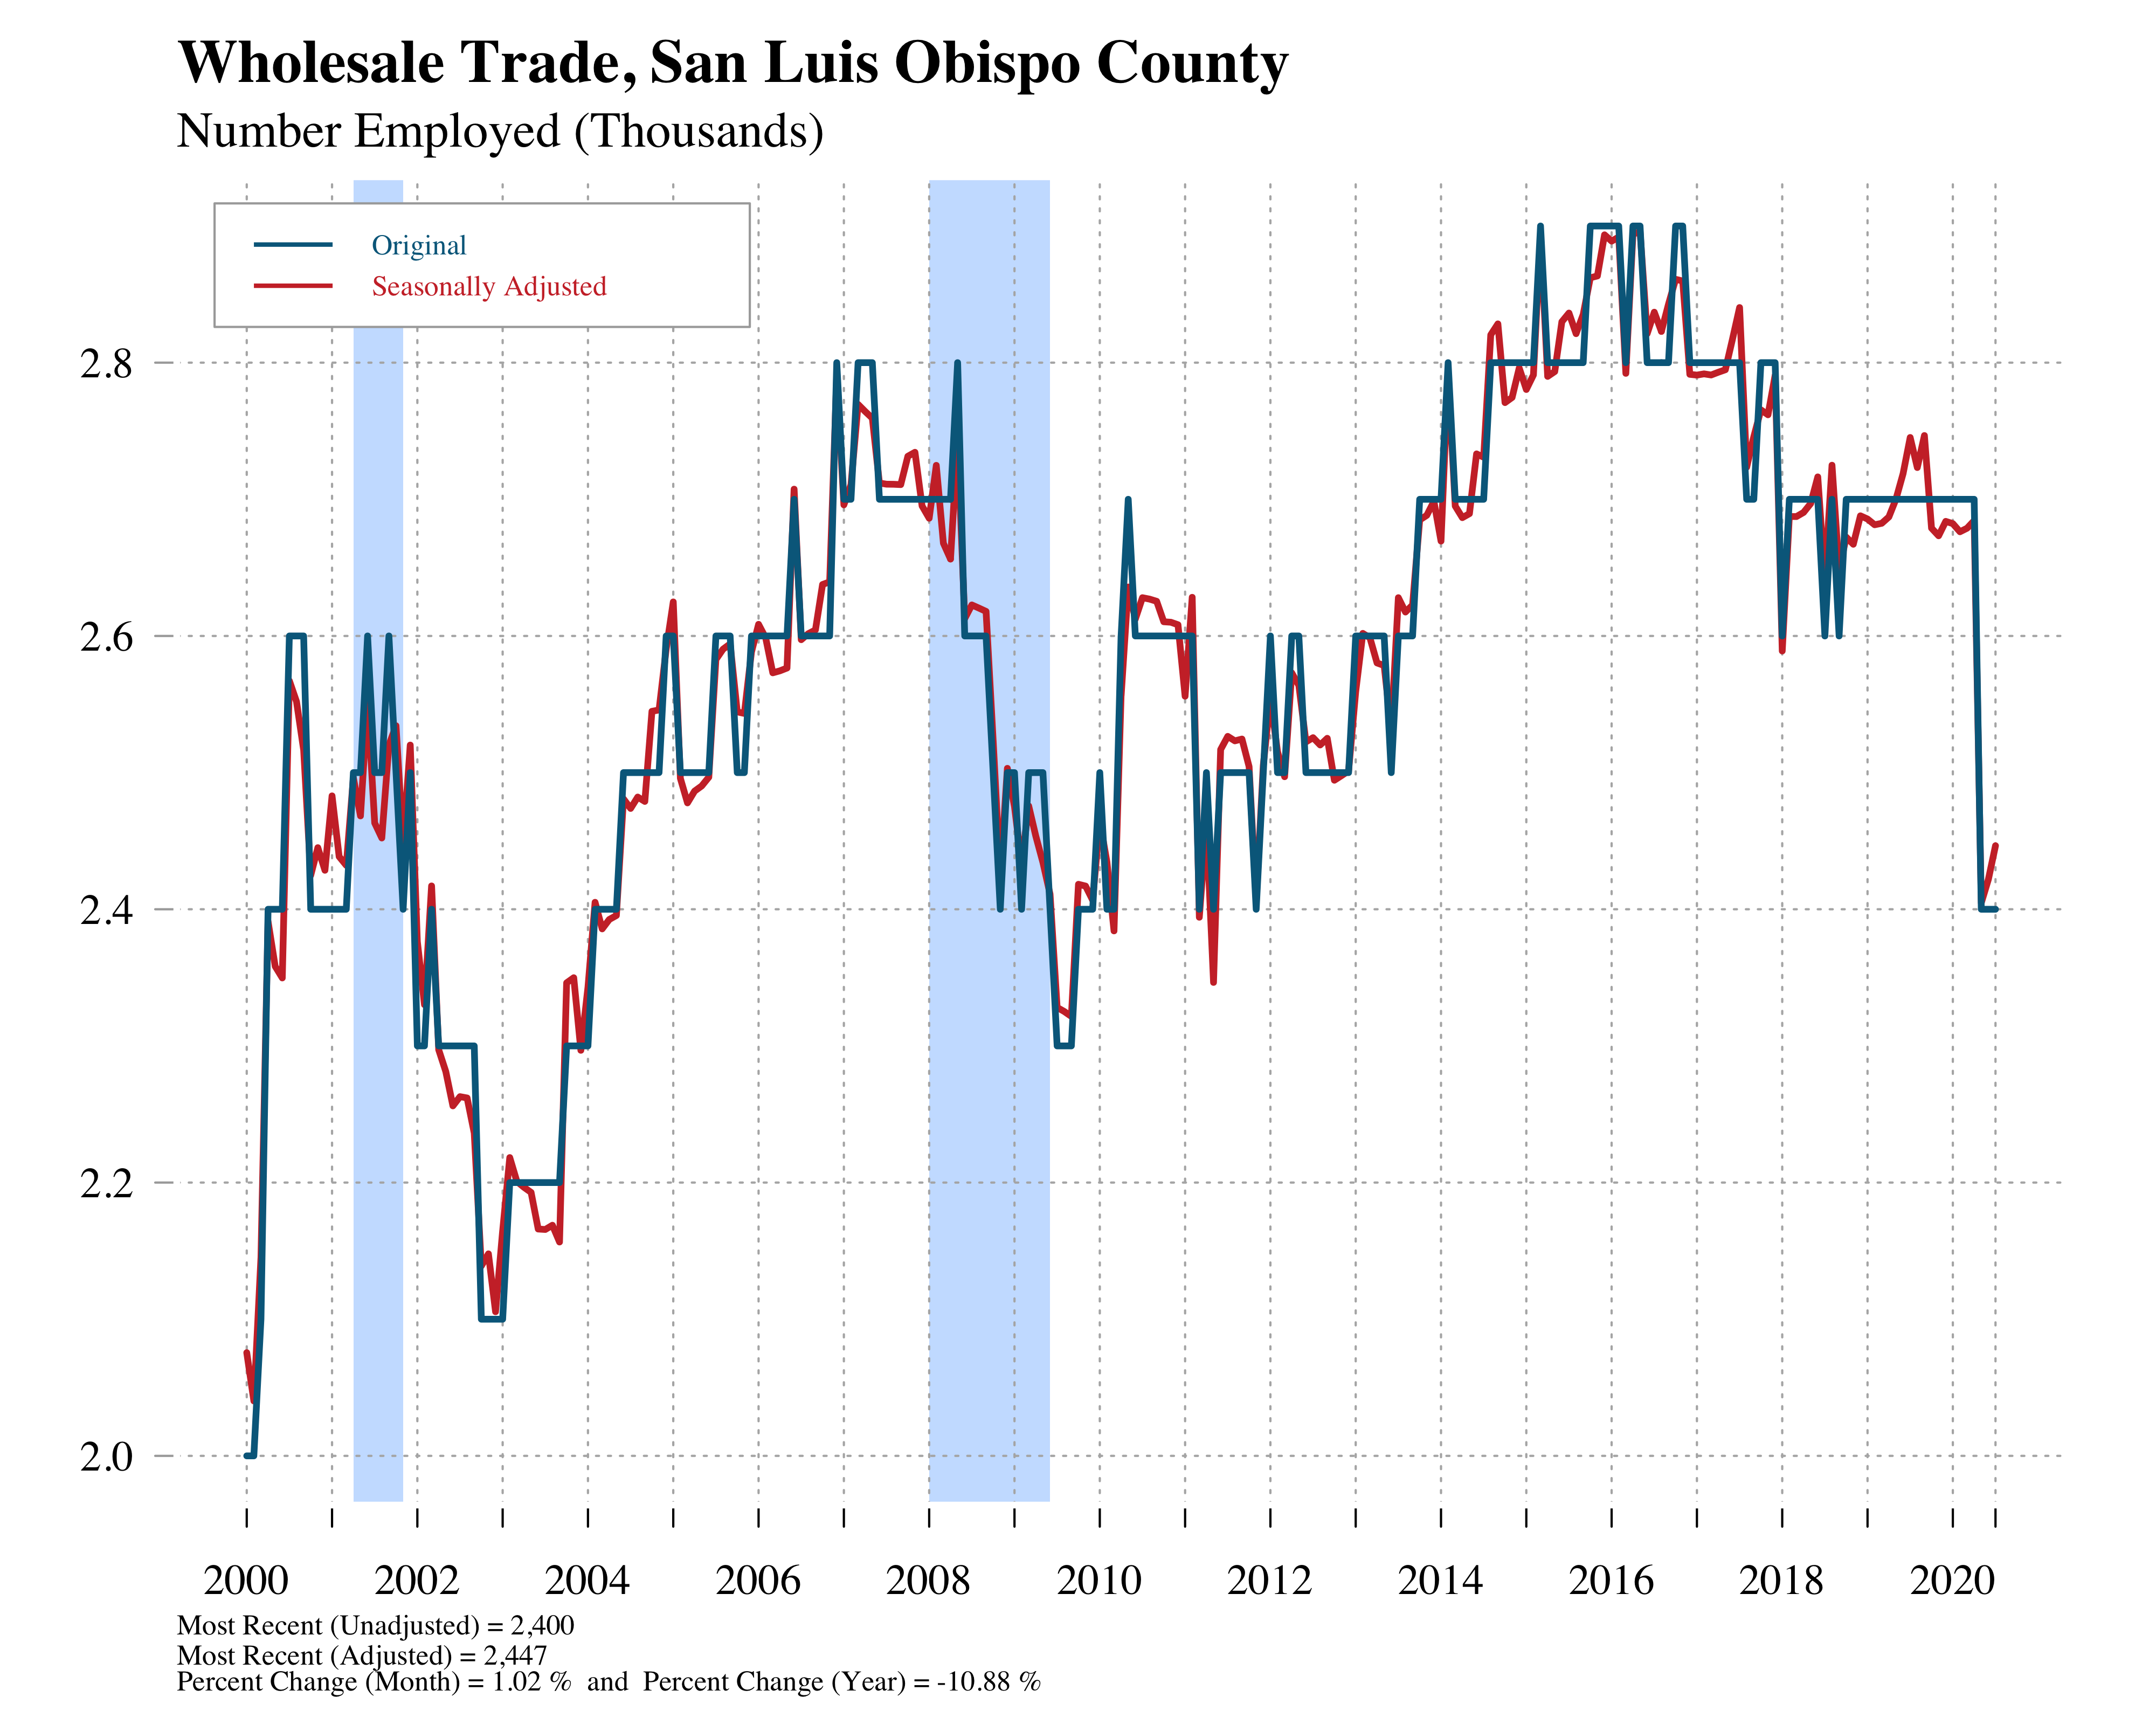 Wholesale Trade, San Luis Obispo County
Number Employed (Thousands)
Original
Seasonally Adjusted
2.8
2.6
2.4
2.2
2.0
2000 2002 2004 2006 2008 2010 2012 2014 2016 2018 2020
Most Recent (Unadjusted) = 2,400
Most Recent (Adjusted) = 2,447
Percent Change (Month) = 1.02 % and Percent Change (Year) = -10.88 %